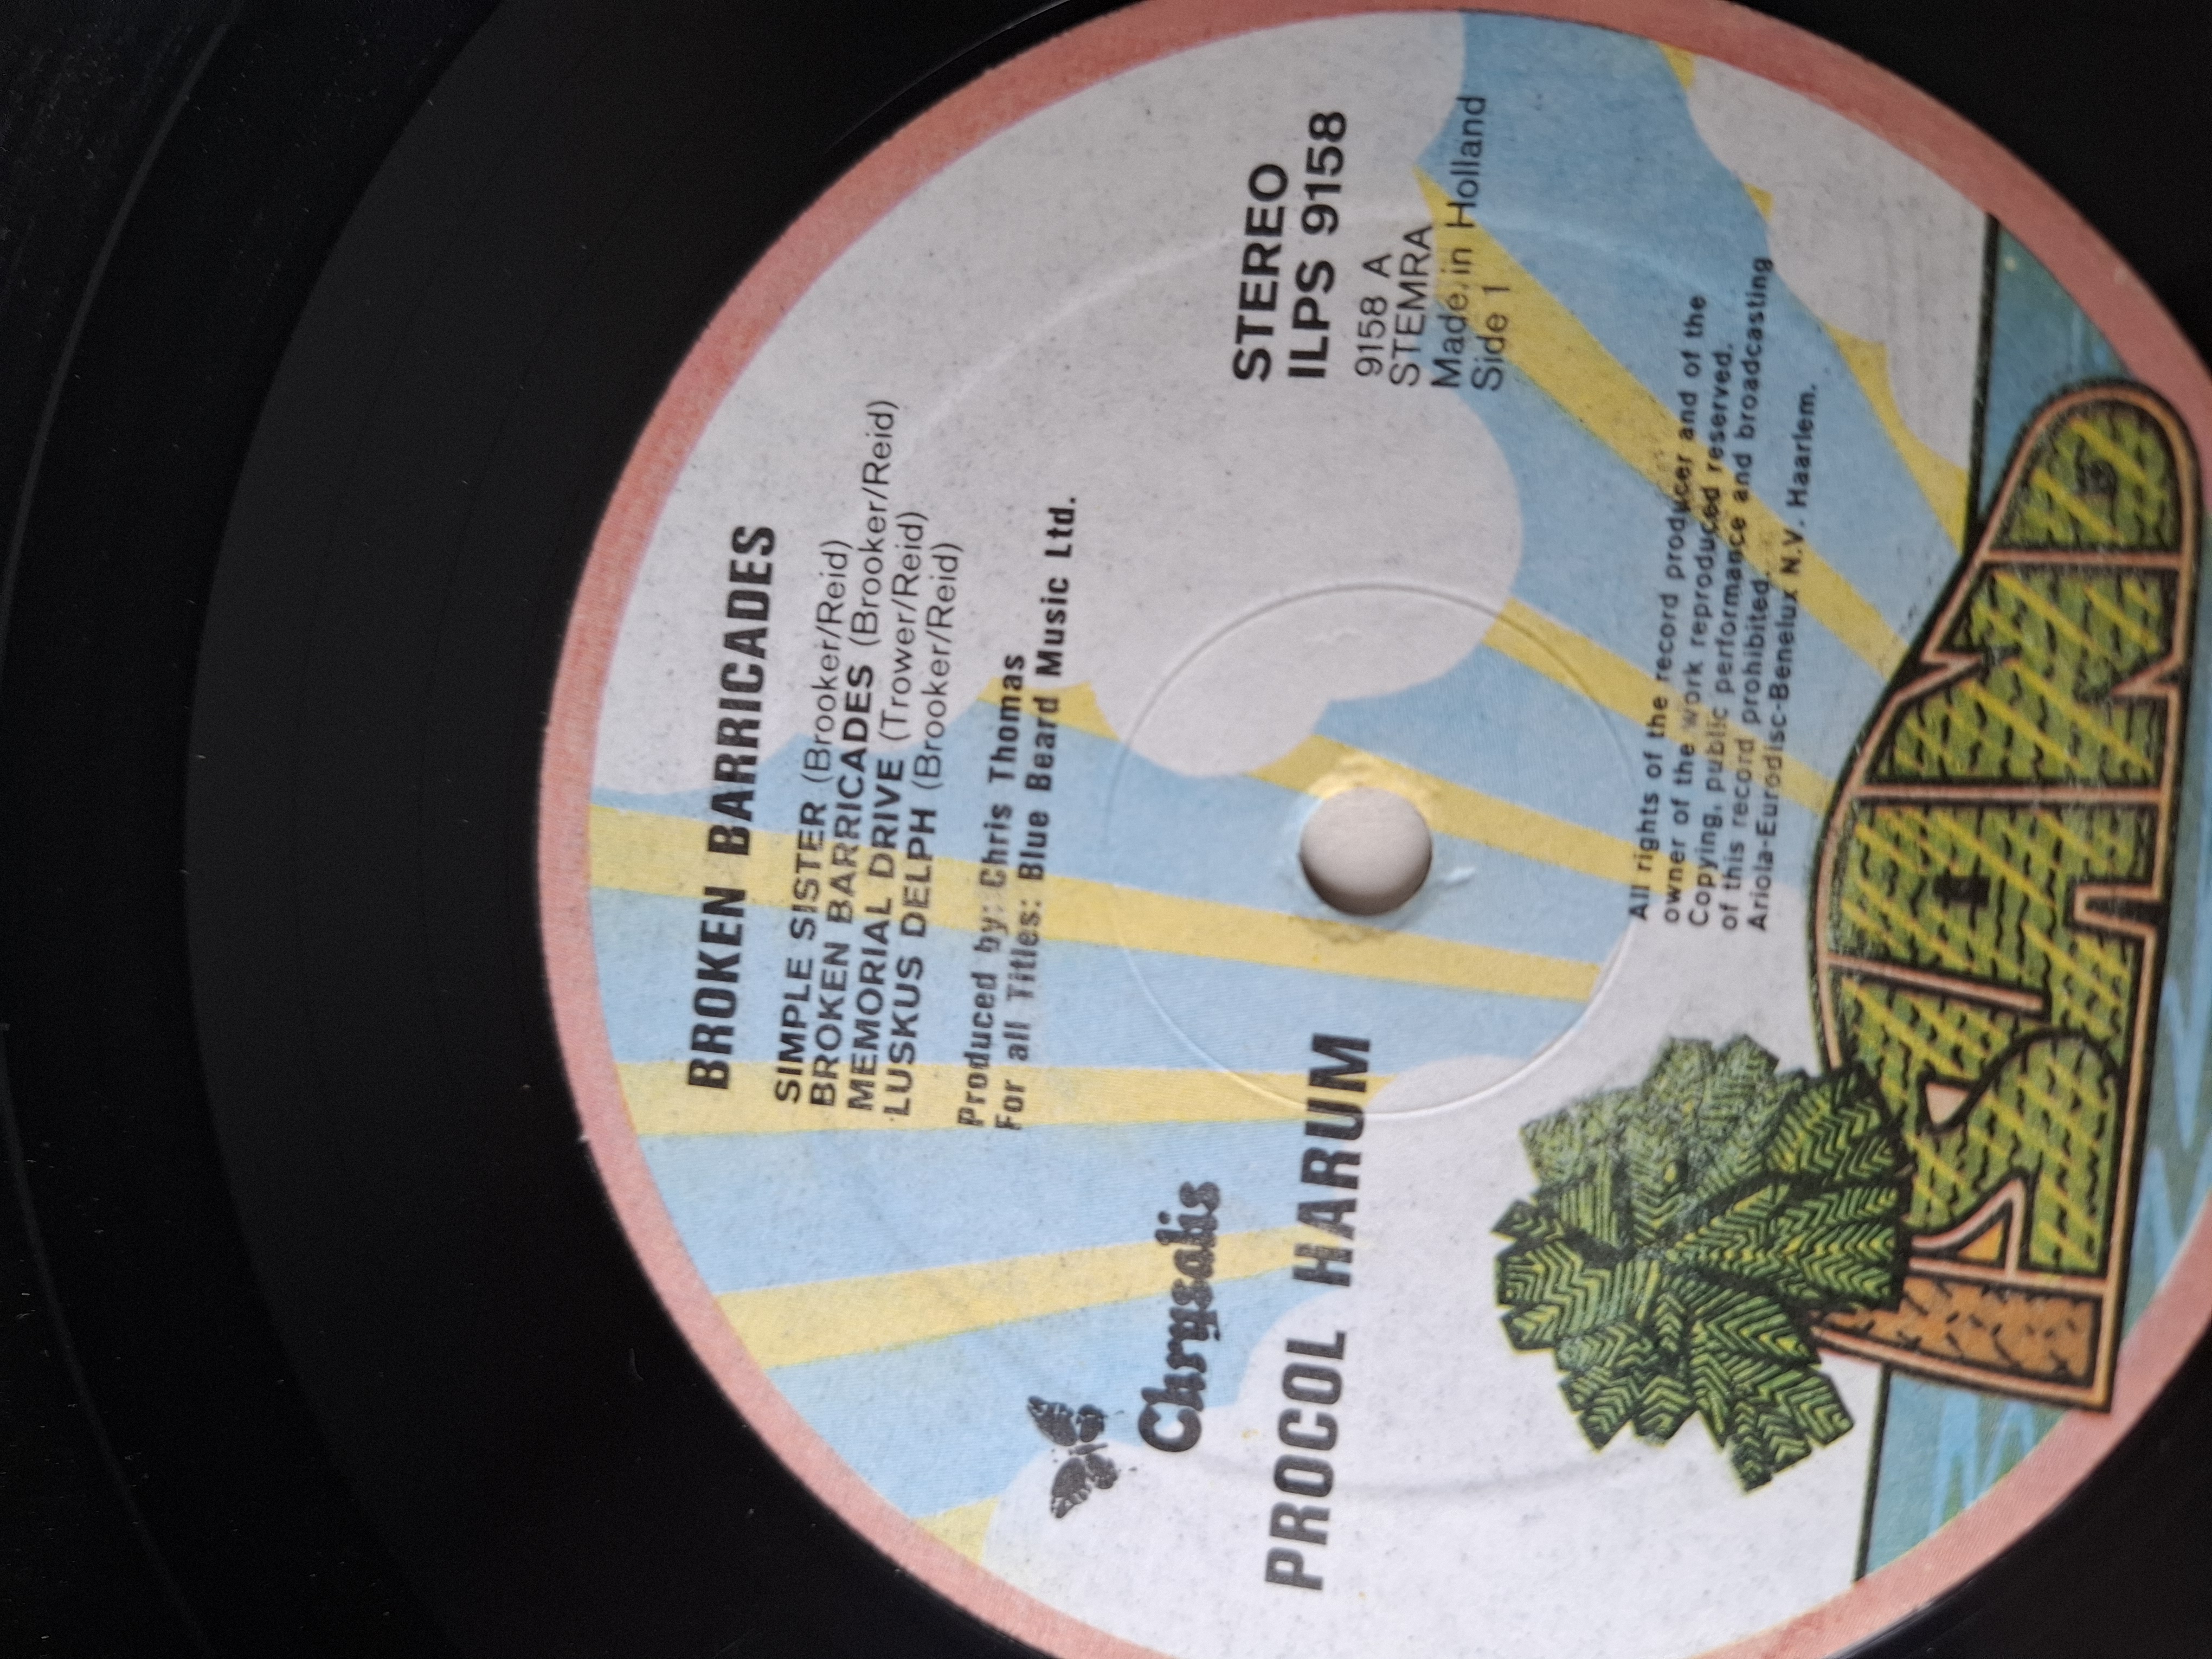 BROKEN BARRICADES
SIMPLE SISTER (Brooker/Reid)
BROKEN BARRICADES (Brooker/Reid)
MEMORIAL DRIVE (Trower/Reid)
LUSKUS DELPH (Brooker/Reid)
Produced by: Chris Thomas
For all Titles: Blue Beard Music Ltd.
Chrysalis
PROCOL HARUM
STEREO
ILPS 9158
9158 A
STEMRA
Made in Holland
Side 1
All rights of the record producer and of the
owner of the work reproduced reserved.
Copying, public performance and broadcasting
of this record prohibited.
Ariola-Eurodisc-Benelux N.V. Haarlem.
ISLAND